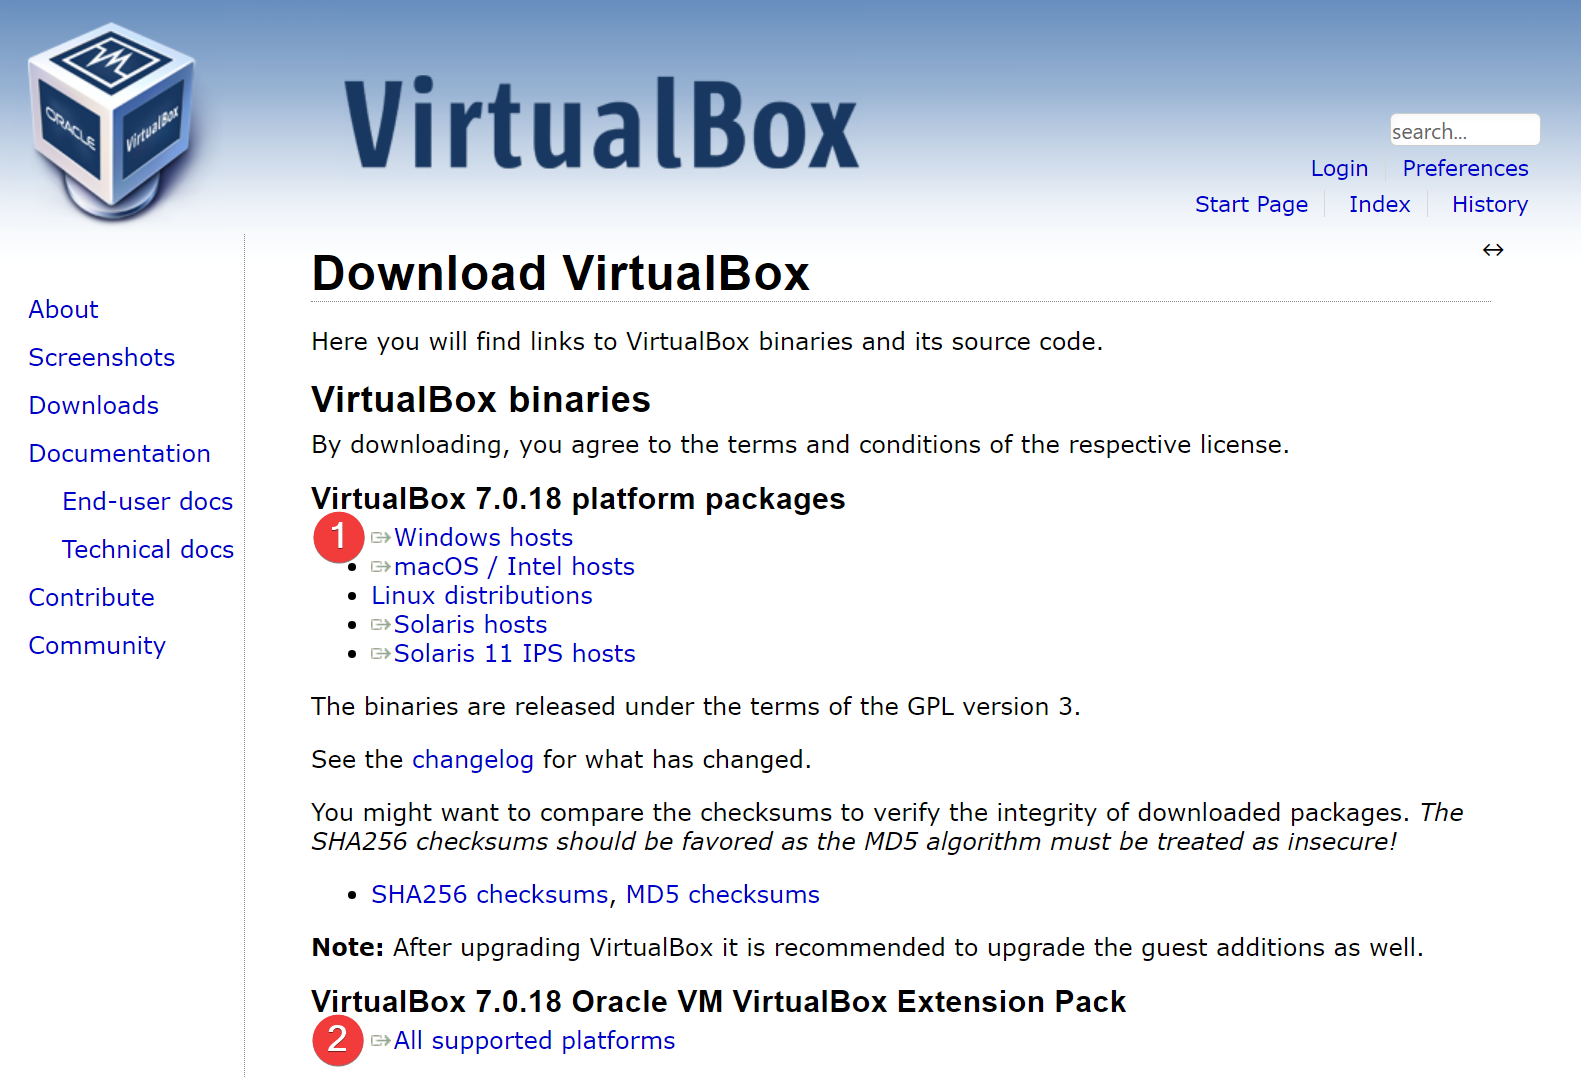 ORACLE
VirtualBox
VirtualBox
search...
Login
Preferences
Start Page
Index
History
↔
About
Screenshots
Downloads
Documentation
End-user docs
Technical docs
Contribute
Community
Download VirtualBox
Here you will find links to VirtualBox binaries and its source code.
VirtualBox binaries
By downloading, you agree to the terms and conditions of the respective license.
VirtualBox 7.0.18 platform packages
1 Windows hosts
• macOS / Intel hosts
• Linux distributions
• Solaris hosts
• Solaris 11 IPS hosts
The binaries are released under the terms of the GPL version 3.
See the changelog for what has changed.
You might want to compare the checksums to verify the integrity of downloaded packages. The
SHA256 checksums should be favored as the MD5 algorithm must be treated as insecure!
• SHA256 checksums, MD5 checksums
Note: After upgrading VirtualBox it is recommended to upgrade the guest additions as well.
VirtualBox 7.0.18 Oracle VM VirtualBox Extension Pack
2 All supported platforms